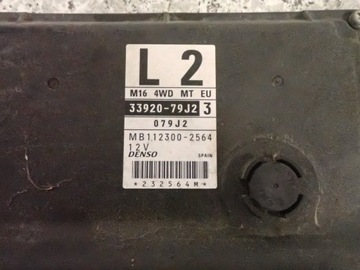 L 2
M16 4WD MT EU
33920-79J2 3
079J2
MB112300-2564
12V
DENSO SPAIN
*232564M*